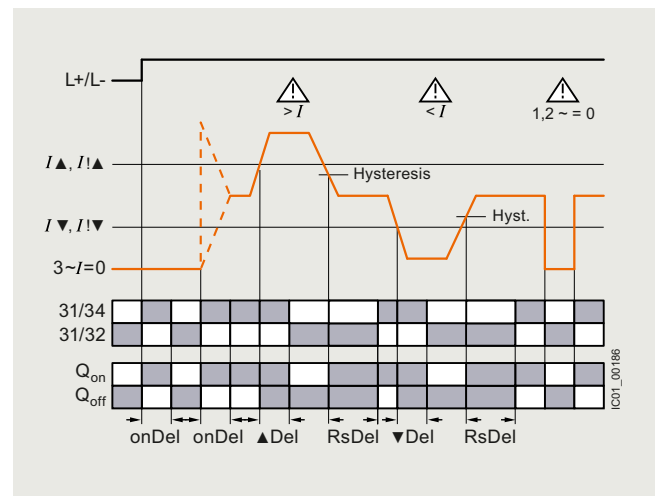 L+/L-
> I
< I
1,2 ~ = 0
I ▲, I!▲
Hysteresis
I ▼, I!▼
Hyst.
3~I=0
31/34
31/32
Qon
Qoff
IC01_00186
onDel onDel ▲Del RsDel ▼Del RsDel